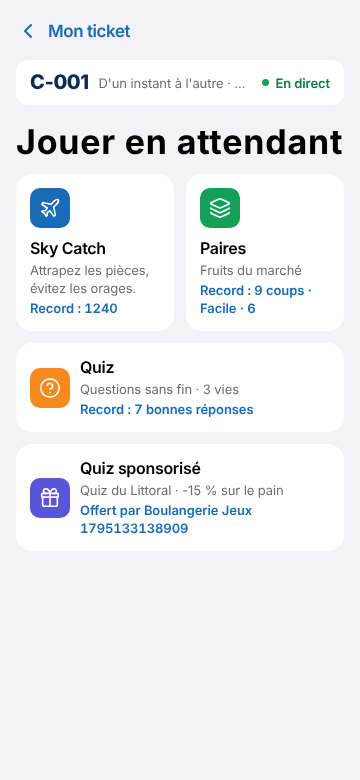 Mon ticket
C-001 D'un instant à l'autre · ... En direct
Jouer en attendant
Sky Catch
Attrapez les pièces,
évitez les orages.
Record : 1240
Paires
Fruits du marché
Record : 9 coups ·
Facile · 6
Quiz
Questions sans fin · 3 vies
Record : 7 bonnes réponses
Quiz sponsorisé
Quiz du Littoral · -15 % sur le pain
Offert par Boulangerie Jeux
1795133138909